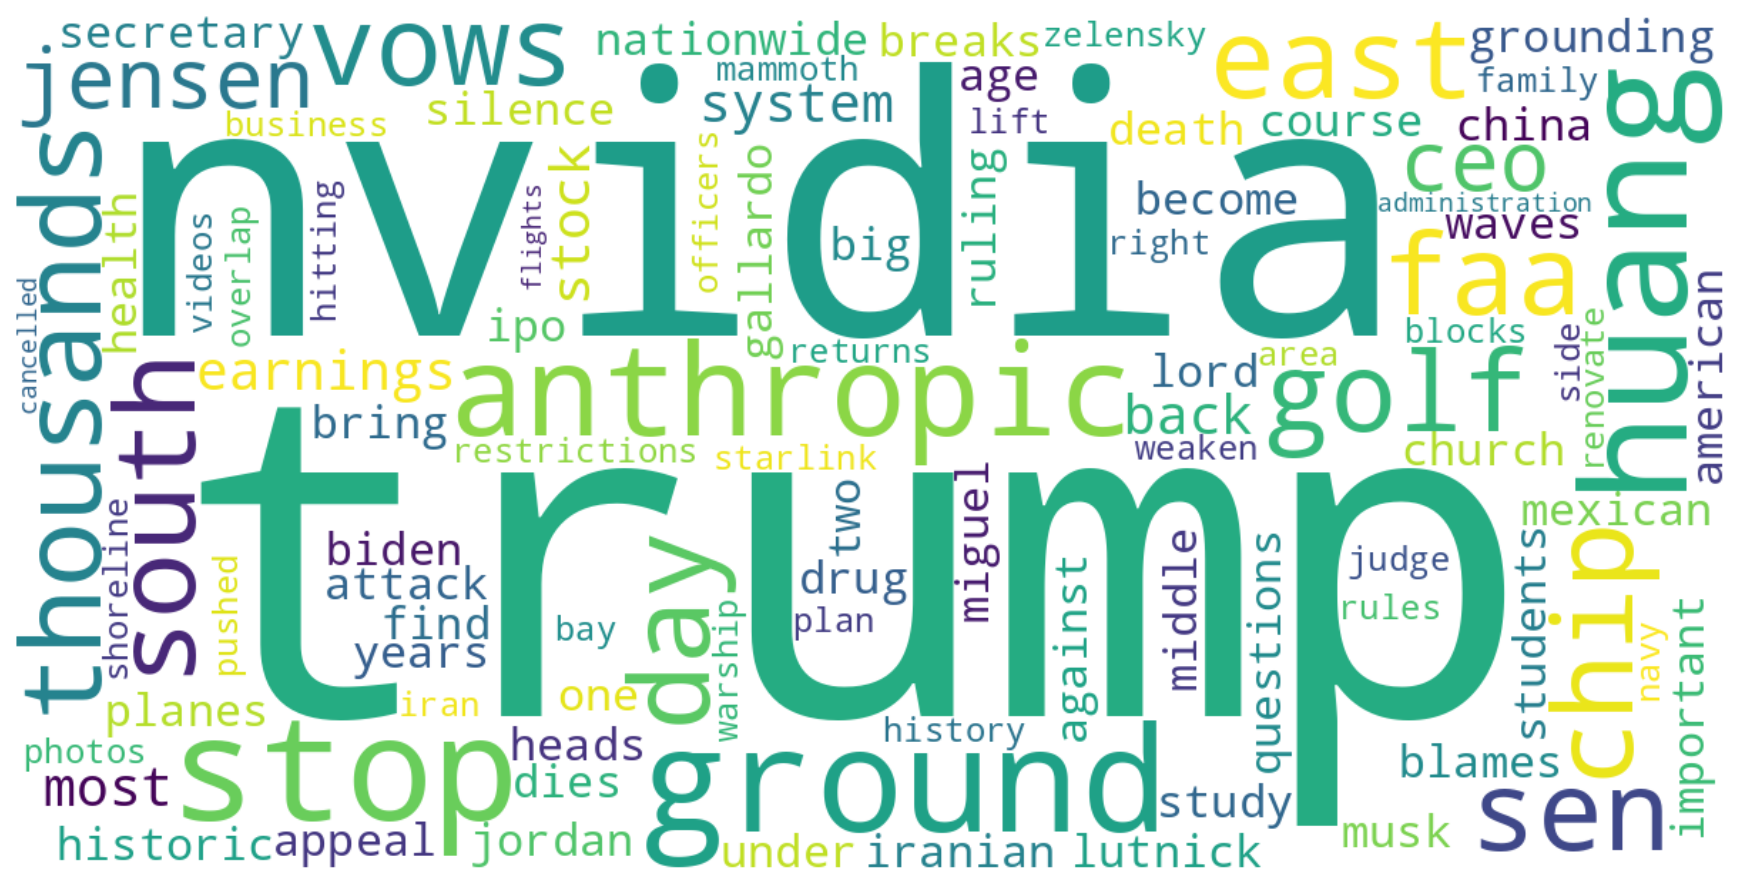 secretary
vows
nationwide
breaks
zelensky
east
grounding
jensen
mammoth
age
family
silence
system
lift
death
course
china
huang
business
nvidia
ceo
thousands
health
videos
overlap
hitting
flights
stock
officers
gallardo
big
ruling
become
right
administration
waves
faa
american
cancelled
ipo
returns
area
blocks
side
renovate
south
earnings
anthropic
lord
golf
bring
back
restrictions
starlink
weaken
church
trump
miguel
mexican
shoreline
pushed
biden
attack
find
years
bay
day
warship
two
drug
plan
against
middle
questions
judge
rules
students
chip
navy
important
iran
one
planes
photos
most
stop
heads
dies
ground
history
study
blames
sen
historic
appeal
jordan
under
iranian
lutnick
musk